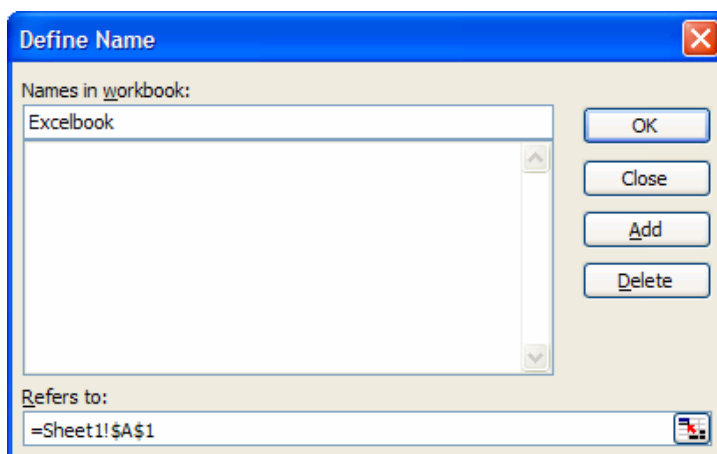 Define Name
Names in workbook:
Excelbook
OK
Close
Add
Delete
Refers to:
=Sheet1!$A$1